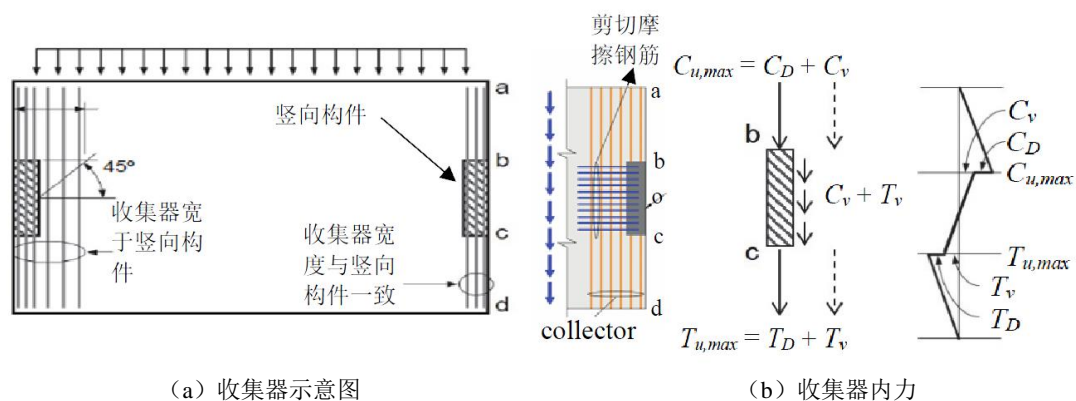 a
竖向构件
b
45°
收集器宽
于竖向构
件
收集器宽
度与竖向
构件一致
c
d
剪切摩
擦钢筋
a
b
o
c
d
collector
C_{u,max} = C_D + C_v
b
C_v + T_v
c
T_{u,max} = T_D + T_v
C_v
C_D
C_{u,max}
T_{u,max}
T_v
T_D
（a）收集器示意图
（b）收集器内力